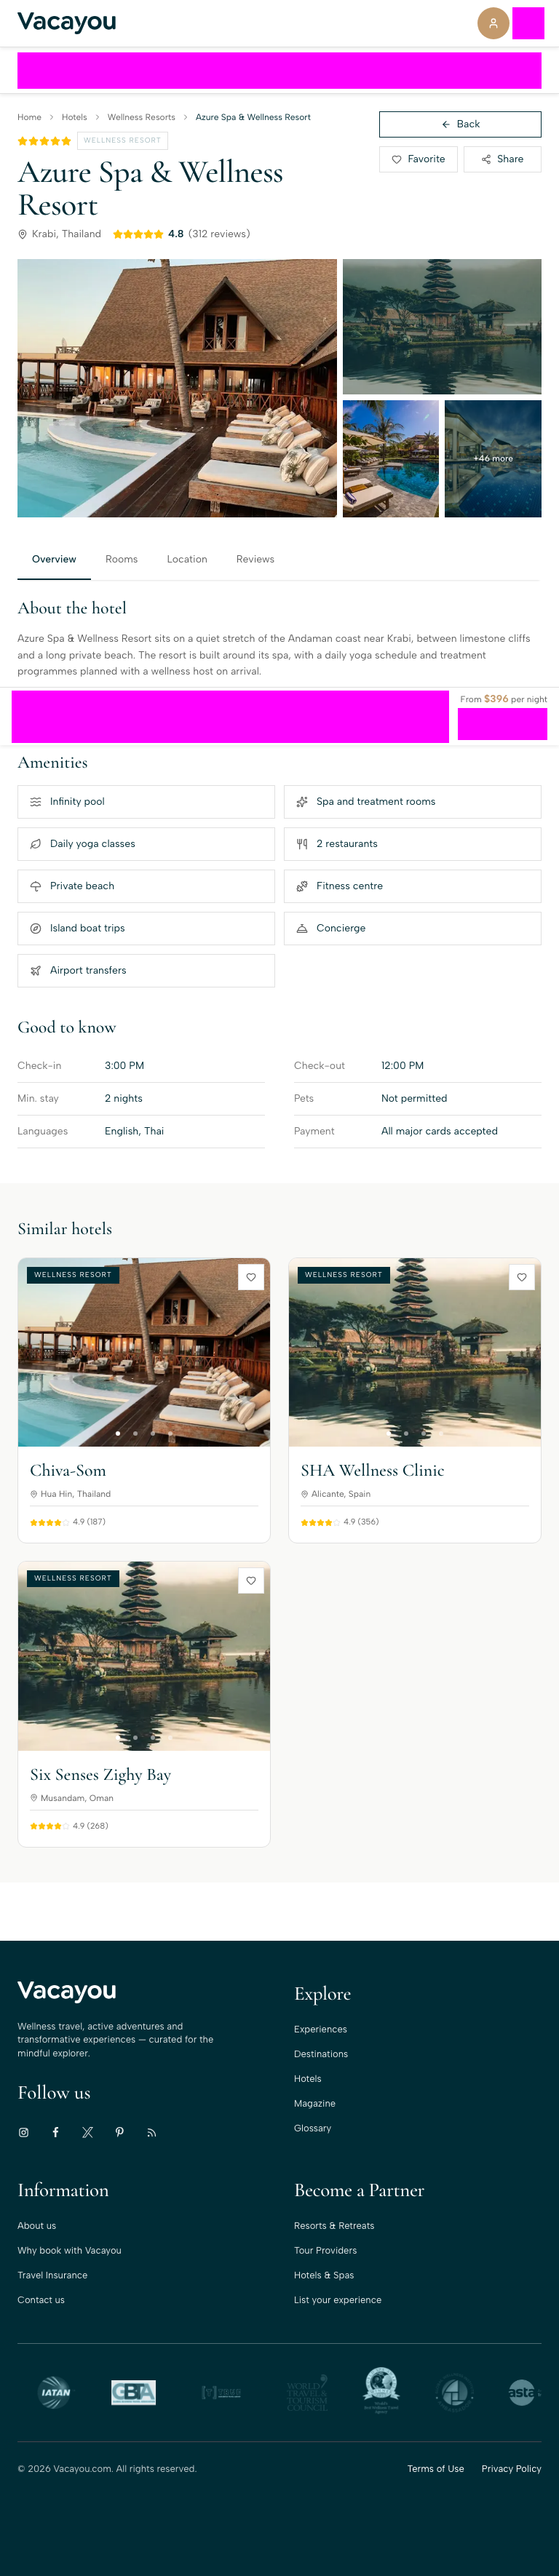 Vacayou
Home > Hotels > Wellness Resorts > Azure Spa & Wellness Resort
Back
WELLNESS RESORT
Favorite
Share
Azure Spa & Wellness
Resort
Krabi, Thailand
4.8 (312 reviews)
+46 more
Overview
Rooms
Location
Reviews
About the hotel
Azure Spa & Wellness Resort sits on a quiet stretch of the Andaman coast near Krabi, between limestone cliffs
and a long private beach. The resort is built around its spa, with a daily yoga schedule and treatment
programmes planned with a wellness host on arrival.
From $396 per night
Amenities
Infinity pool
Spa and treatment rooms
Daily yoga classes
2 restaurants
Private beach
Fitness centre
Island boat trips
Concierge
Airport transfers
Good to know
Check-in 3:00 PM
Check-out 12:00 PM
Min. stay 2 nights
Pets Not permitted
Languages English, Thai
Payment All major cards accepted
Similar hotels
WELLNESS RESORT
Chiva-Som
Hua Hin, Thailand
4.9 (187)
WELLNESS RESORT
SHA Wellness Clinic
Alicante, Spain
4.9 (356)
WELLNESS RESORT
Six Senses Zighy Bay
Musandam, Oman
4.9 (268)
Vacayou
Wellness travel, active adventures and
transformative experiences — curated for the
mindful explorer.
Follow us
Explore
Experiences
Destinations
Hotels
Magazine
Glossary
Information
About us
Why book with Vacayou
Travel Insurance
Contact us
Become a Partner
Resorts & Retreats
Tour Providers
Hotels & Spas
List your experience
IATAN
GBTA
WORLD
TRAVEL &
TOURISM
COUNCIL
asta
© 2026 Vacayou.com. All rights reserved.
Terms of Use
Privacy Policy